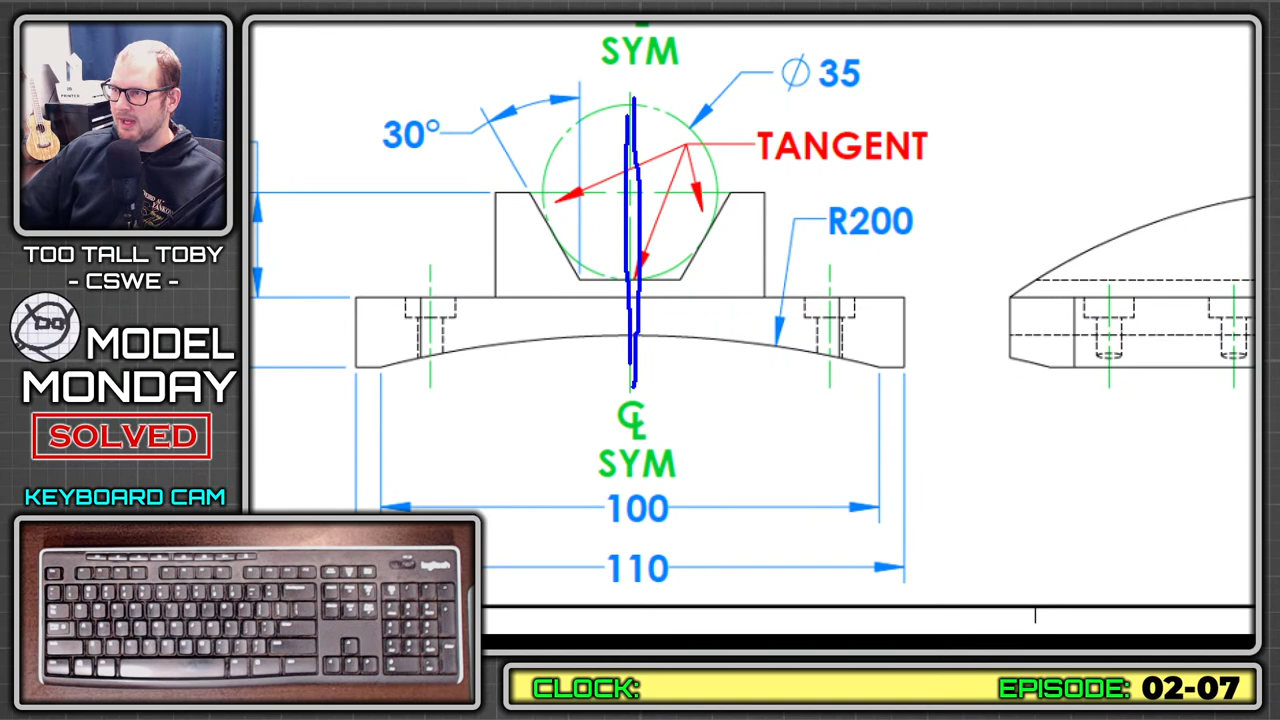 SYM
Ø 35
30°
TANGENT
R200
TOO TALL TOBY
- CSWE -
MODEL
MONDAY
SOLVED
℄
SYM
KEYBOARD CAM
100
110
logitech
CLOCK:
EPISODE: 02-07